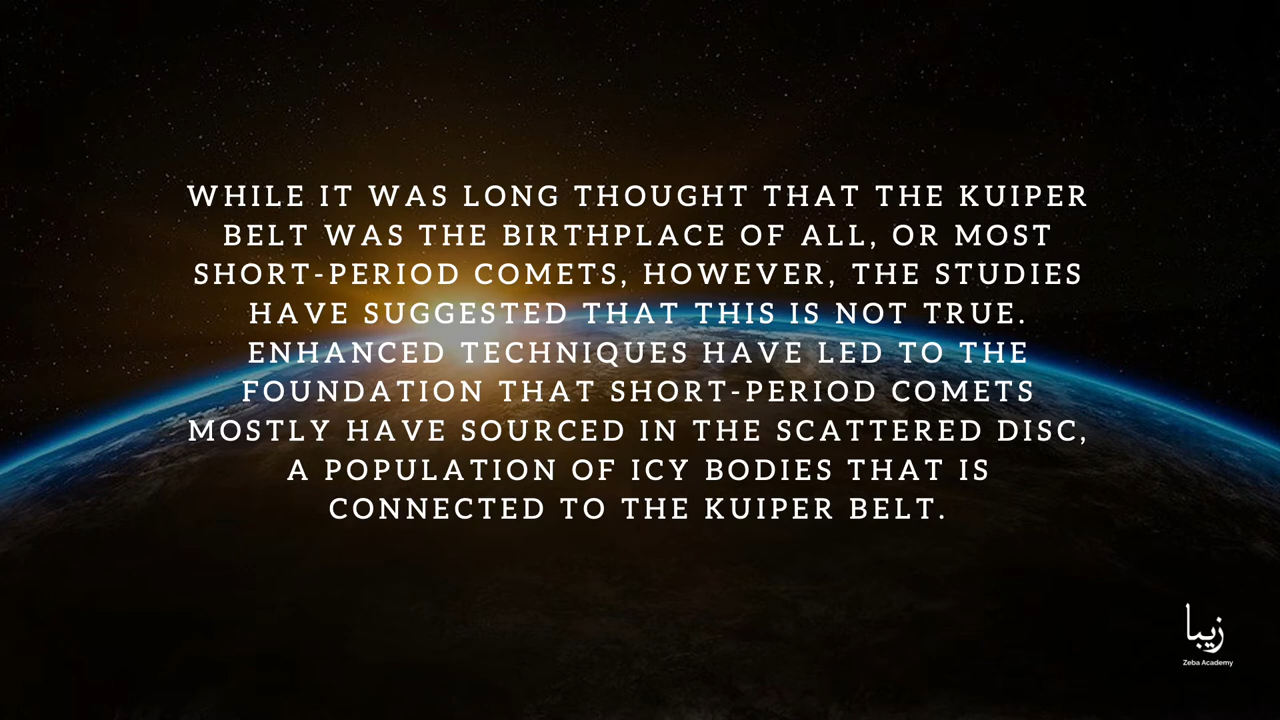 WHILE IT WAS LONG THOUGHT THAT THE KUIPER
BELT WAS THE BIRTHPLACE OF ALL, OR MOST
SHORT-PERIOD COMETS, HOWEVER, THE STUDIES
HAVE SUGGESTED THAT THIS IS NOT TRUE.
ENHANCED TECHNIQUES HAVE LED TO THE
FOUNDATION THAT SHORT-PERIOD COMETS
MOSTLY HAVE SOURCED IN THE SCATTERED DISC,
A POPULATION OF ICY BODIES THAT IS
CONNECTED TO THE KUIPER BELT.
زیبا
Zeba Academy